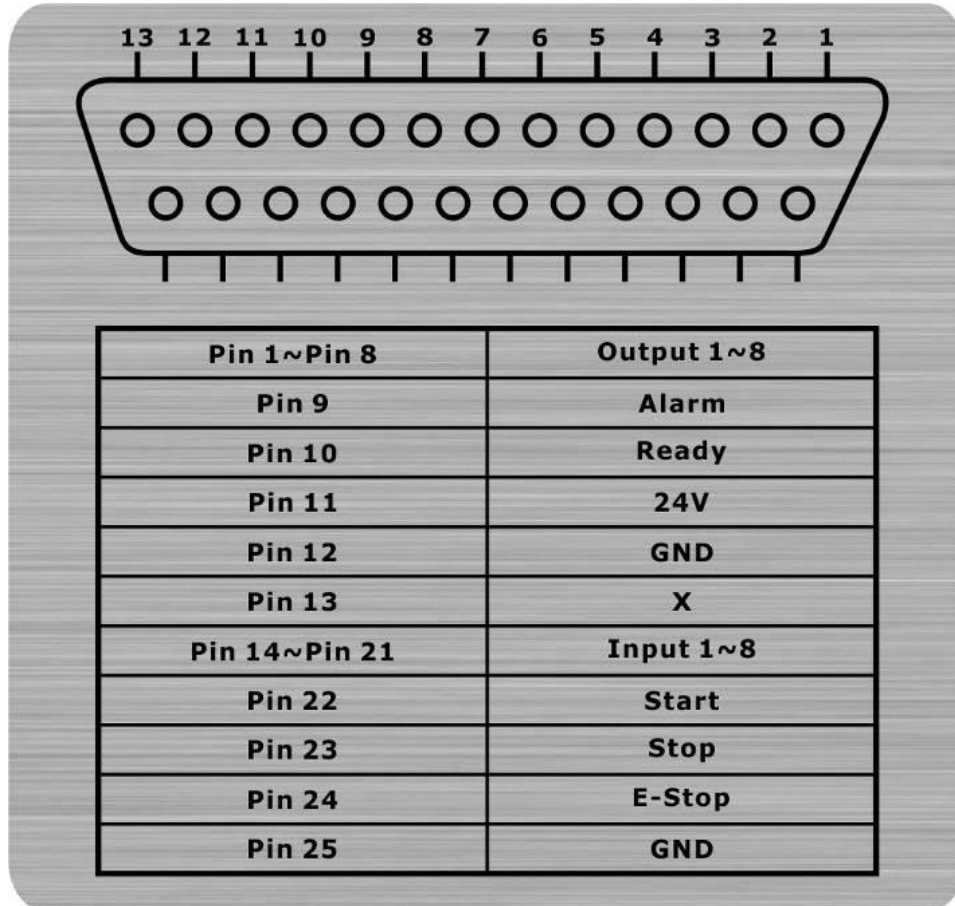 13 12 11 10 9 8 7 6 5 4 3 2 1
Pin 1~Pin 8 Output 1~8
Pin 9 Alarm
Pin 10 Ready
Pin 11 24V
Pin 12 GND
Pin 13 X
Pin 14~Pin 21 Input 1~8
Pin 22 Start
Pin 23 Stop
Pin 24 E-Stop
Pin 25 GND